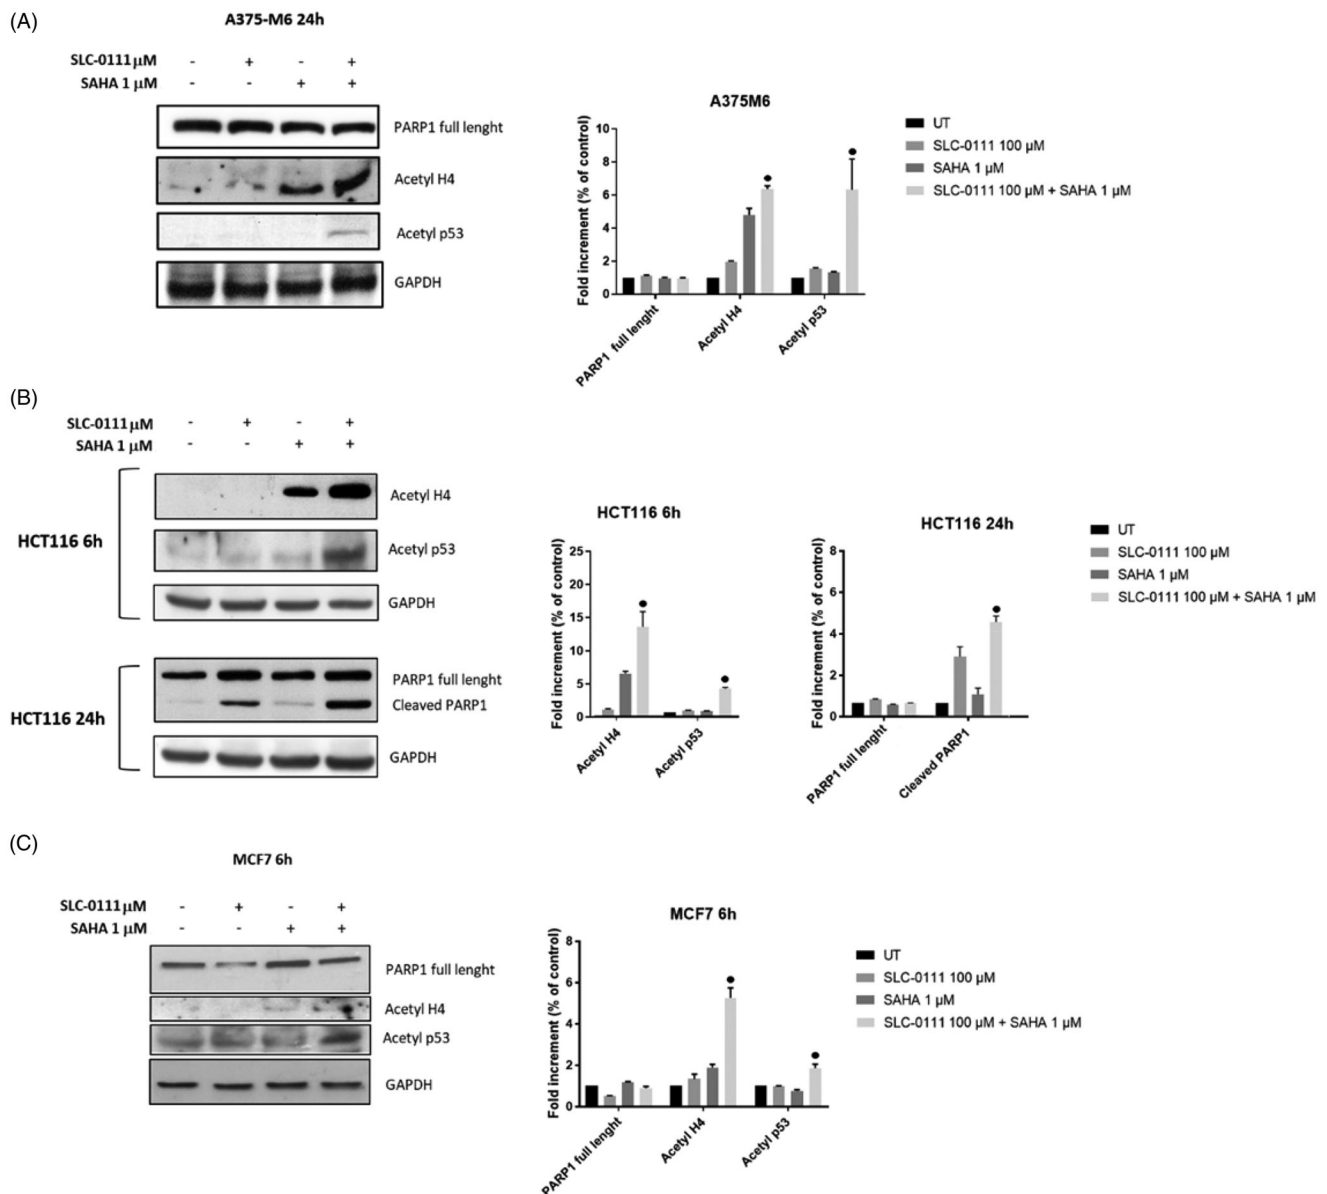 (A)
A375-M6 24h
SLC-0111 µM - + - +
SAHA 1 µM - - + +
PARP1 full lenght
Acetyl H4
Acetyl p53
GAPDH
A375M6
Fold increment (% of control)
10
8
6
4
2
0
PARP1 full lenght
Acetyl H4
Acetyl p53
UT
SLC-0111 100 µM
SAHA 1 µM
SLC-0111 100 µM + SAHA 1 µM
(B)
SLC-0111 µM - + - +
SAHA 1 µM - - + +
HCT116 6h
Acetyl H4
Acetyl p53
GAPDH
HCT116 24h
PARP1 full lenght
Cleaved PARP1
GAPDH
HCT116 6h
Fold increment (% of control)
25
20
15
10
5
0
Acetyl H4
Acetyl p53
HCT116 24h
Fold increment (% of control)
8
6
4
2
0
PARP1 full lenght
Cleaved PARP1
UT
SLC-0111 100 µM
SAHA 1 µM
SLC-0111 100 µM + SAHA 1 µM
(C)
MCF7 6h
SLC-0111 µM - + - +
SAHA 1 µM - - + +
PARP1 full lenght
Acetyl H4
Acetyl p53
GAPDH
MCF7 6h
Fold increment (% of control)
8
6
4
2
0
PARP1 full lenght
Acetyl H4
Acetyl p53
UT
SLC-0111 100 µM
SAHA 1 µM
SLC-0111 100 µM + SAHA 1 µM